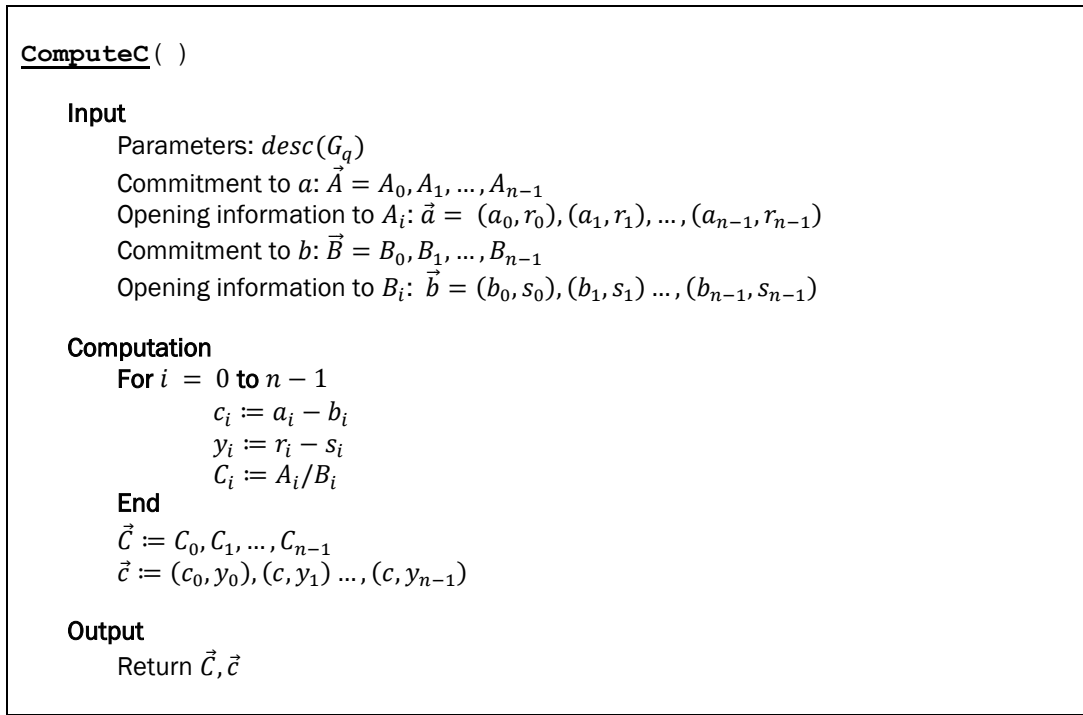 ComputeC( )
Input
Parameters: desc(G_q)
Commitment to a: A⃗ = A_0, A_1, … , A_{n−1}
Opening information to A_i: a⃗ = (a_0, r_0), (a_1, r_1), … , (a_{n−1}, r_{n−1})
Commitment to b: B⃗ = B_0, B_1, … , B_{n−1}
Opening information to B_i: b⃗ = (b_0, s_0), (b_1, s_1) … , (b_{n−1}, s_{n−1})
Computation
For i = 0 to n − 1
c_i ≔ a_i − b_i
y_i ≔ r_i − s_i
C_i ≔ A_i/B_i
End
C⃗ ≔ C_0, C_1, … , C_{n−1}
c⃗ ≔ (c_0, y_0), (c, y_1) … , (c, y_{n−1})
Output
Return C⃗, c⃗